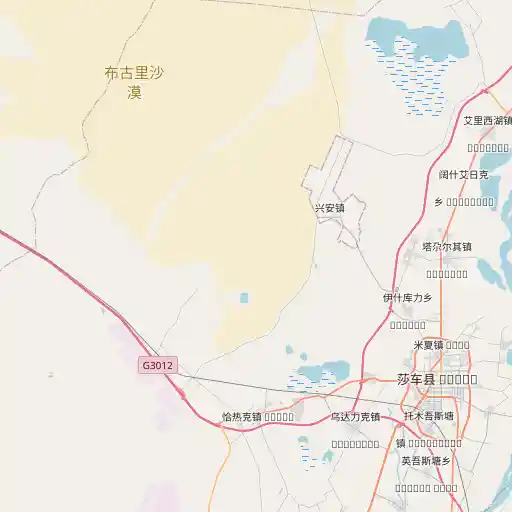 布古里沙
漠
艾里西湖镇
阔什艾日克
乡
兴安镇
塔尕尔其镇
伊什库力乡
米夏镇
G3012
莎车县
恰热克镇
乌达力克镇
托木吾斯塘
镇
英吾斯塘乡